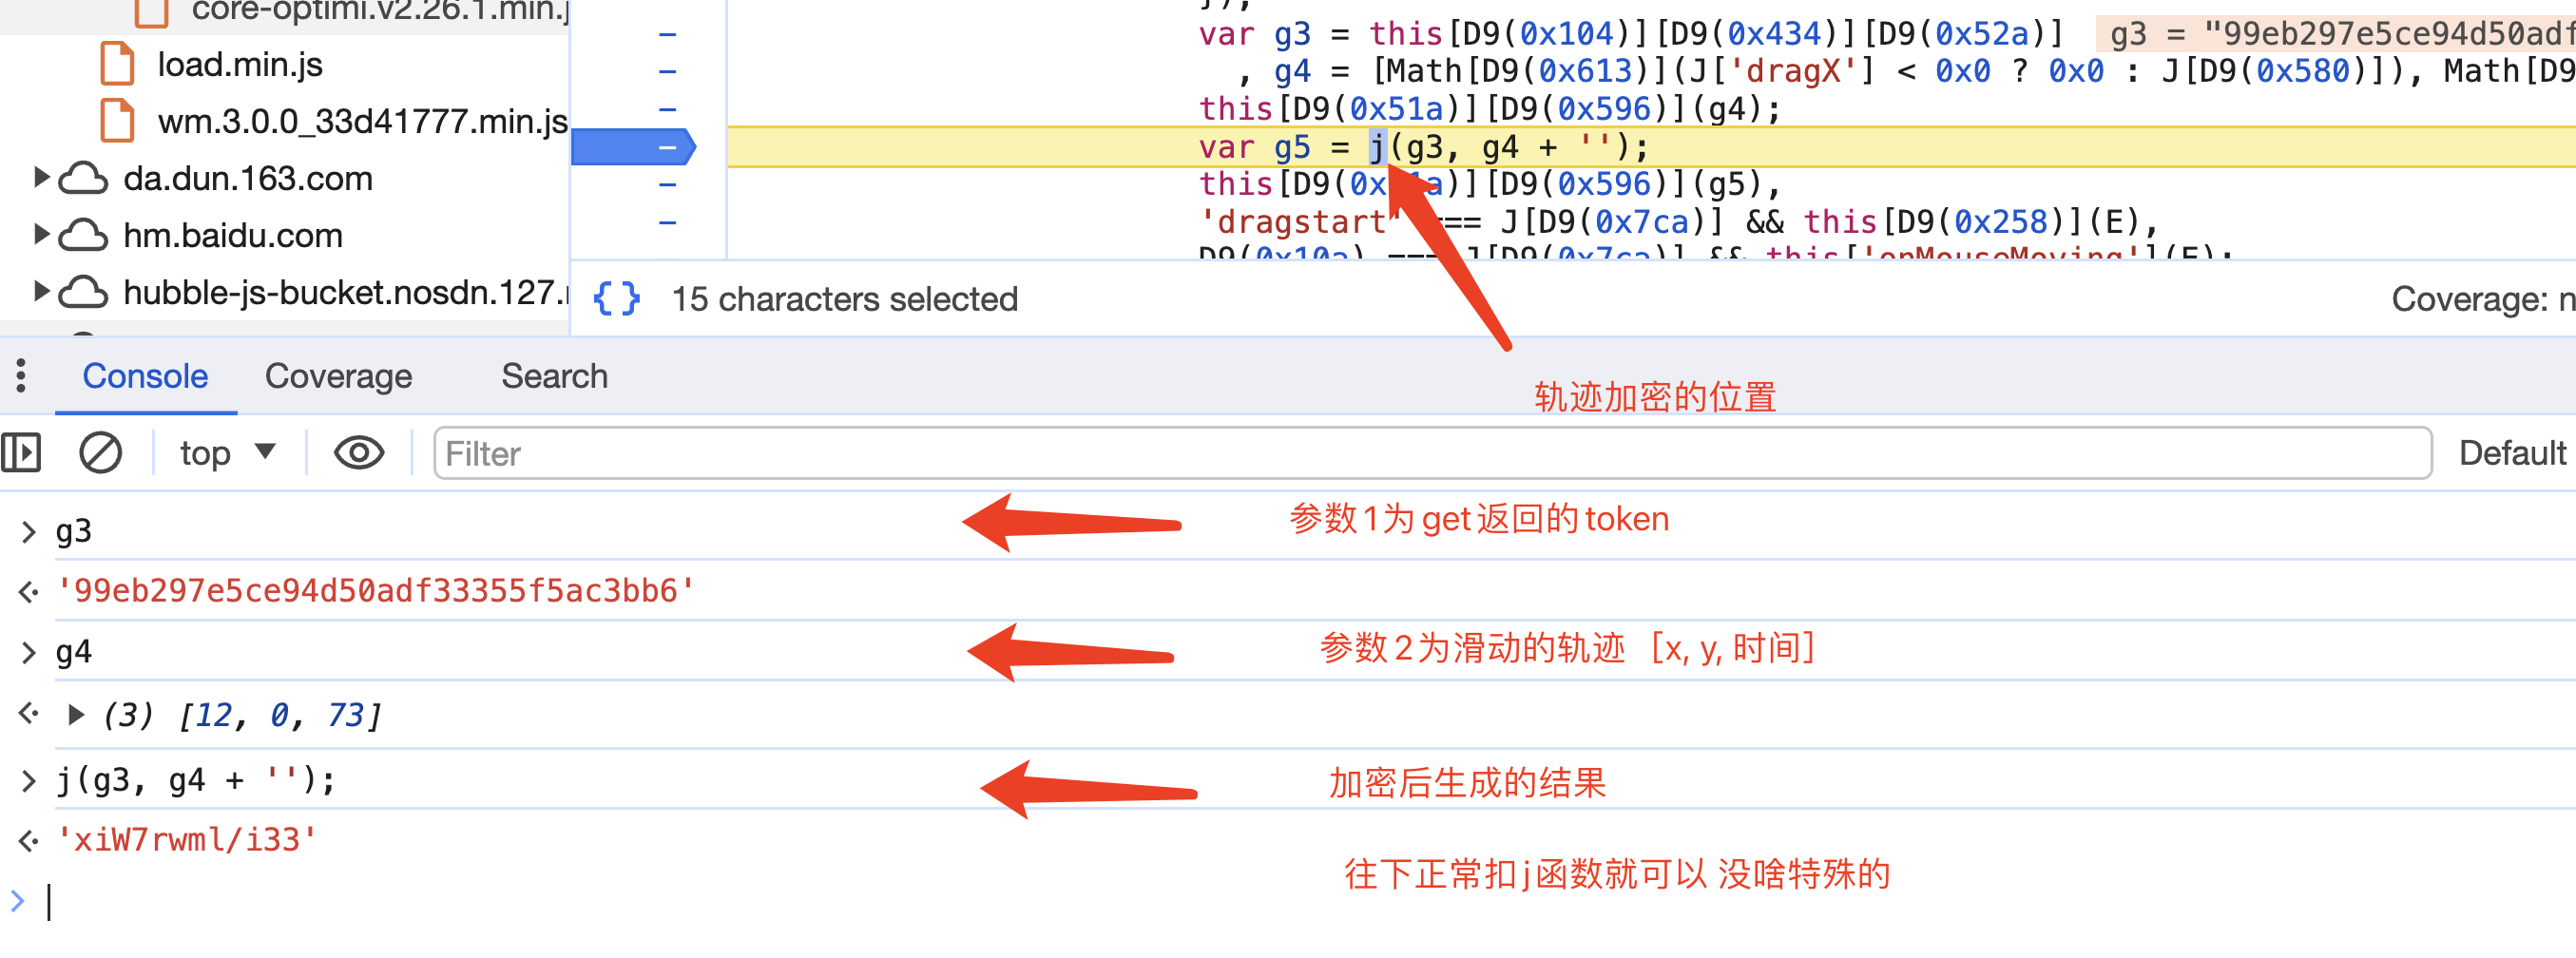 core-optimi.v2.26.1.min.j
load.min.js
wm.3.0.0_33d41777.min.js
da.dun.163.com
hm.baidu.com
hubble-js-bucket.nosdn.127.
});
var g3 = this[D9(0x104)][D9(0x434)][D9(0x52a)] g3 = "99eb297e5ce94d50adf
, g4 = [Math[D9(0x613)](J['dragX'] < 0x0 ? 0x0 : J[D9(0x580)]), Math[D9
this[D9(0x51a)][D9(0x596)](g4);
var g5 = j(g3, g4 + '');
this[D9(0x51a)][D9(0x596)](g5),
'dragstart' === J[D9(0x7ca)] && this[D9(0x258)](E),
D9(0x10a) === J[D9(0x7ca)] && this['onMouseMoving'](E);
{} 15 characters selected
Coverage: n
轨迹加密的位置
Console Coverage Search
top Filter Default
g3
参数1为get返回的token
'99eb297e5ce94d50adf33355f5ac3bb6'
g4
参数2为滑动的轨迹 [x, y, 时间]
(3) [12, 0, 73]
j(g3, g4 + '');
加密后生成的结果
'xiW7rwml/i33'
往下正常扣j函数就可以 没啥特殊的